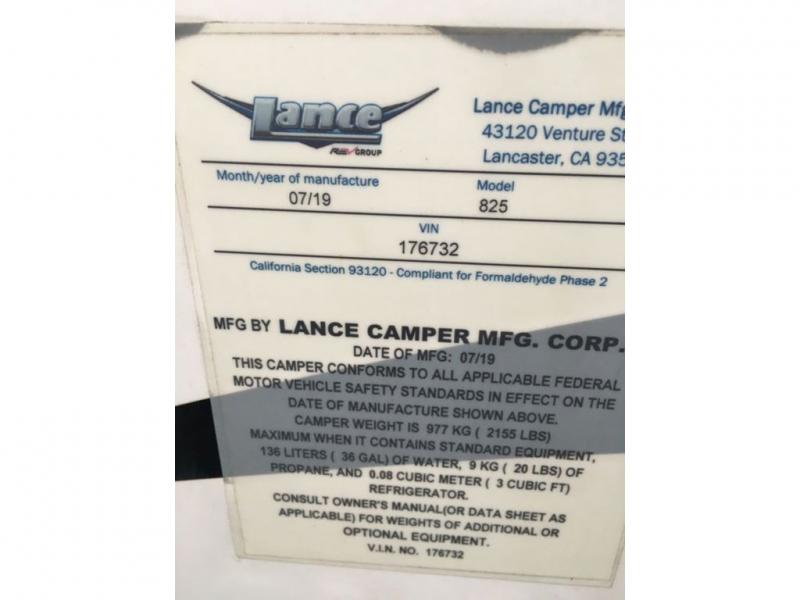 Lance
REV GROUP
Lance Camper Mfg
43120 Venture St
Lancaster, CA 935
Month/year of manufacture
07/19
Model
825
VIN
176732
California Section 93120 - Compliant for Formaldehyde Phase 2
MFG BY LANCE CAMPER MFG. CORP.
DATE OF MFG: 07/19
THIS CAMPER CONFORMS TO ALL APPLICABLE FEDERAL
MOTOR VEHICLE SAFETY STANDARDS IN EFFECT ON THE
DATE OF MANUFACTURE SHOWN ABOVE.
CAMPER WEIGHT IS 977 KG ( 2155 LBS)
MAXIMUM WHEN IT CONTAINS STANDARD EQUIPMENT,
136 LITERS ( 36 GAL) OF WATER, 9 KG ( 20 LBS) OF
PROPANE, AND 0.08 CUBIC METER ( 3 CUBIC FT)
REFRIGERATOR.
CONSULT OWNER'S MANUAL(OR DATA SHEET AS
APPLICABLE) FOR WEIGHTS OF ADDITIONAL OR
OPTIONAL EQUIPMENT.
V.I.N. NO. 176732